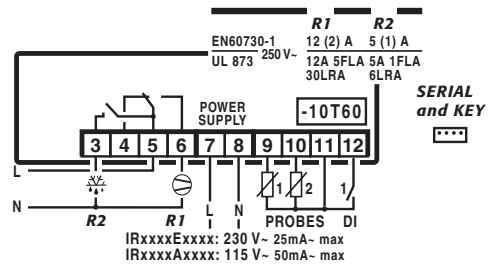 R1 R2
EN60730-1 12 (2) A 5 (1) A
UL 873 250 V~ 12A 5FLA 5A 1FLA
30LRA 6LRA
SERIAL
and KEY
POWER
SUPPLY
-10T60
3 4 5 6 7 8 9 10 11 12
L
1 2 1
N
R2 R1 L N PROBES DI
IRxxxxExxxx: 230 V~ 25mA~ max
IRxxxxAxxxx: 115 V~ 50mA~ max